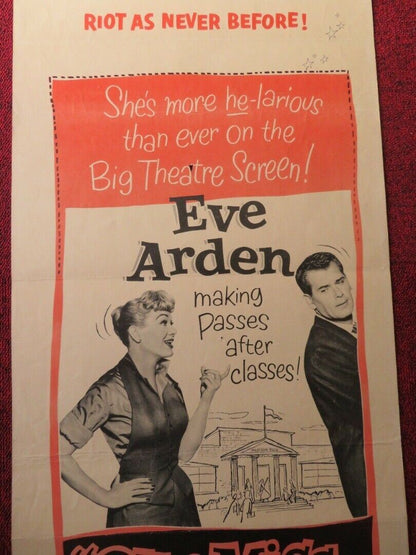 RIOT AS NEVER BEFORE!
She's more he-larious
than ever on the
Big Theatre Screen!
Eve
Arden
making
Passes
after
classes!